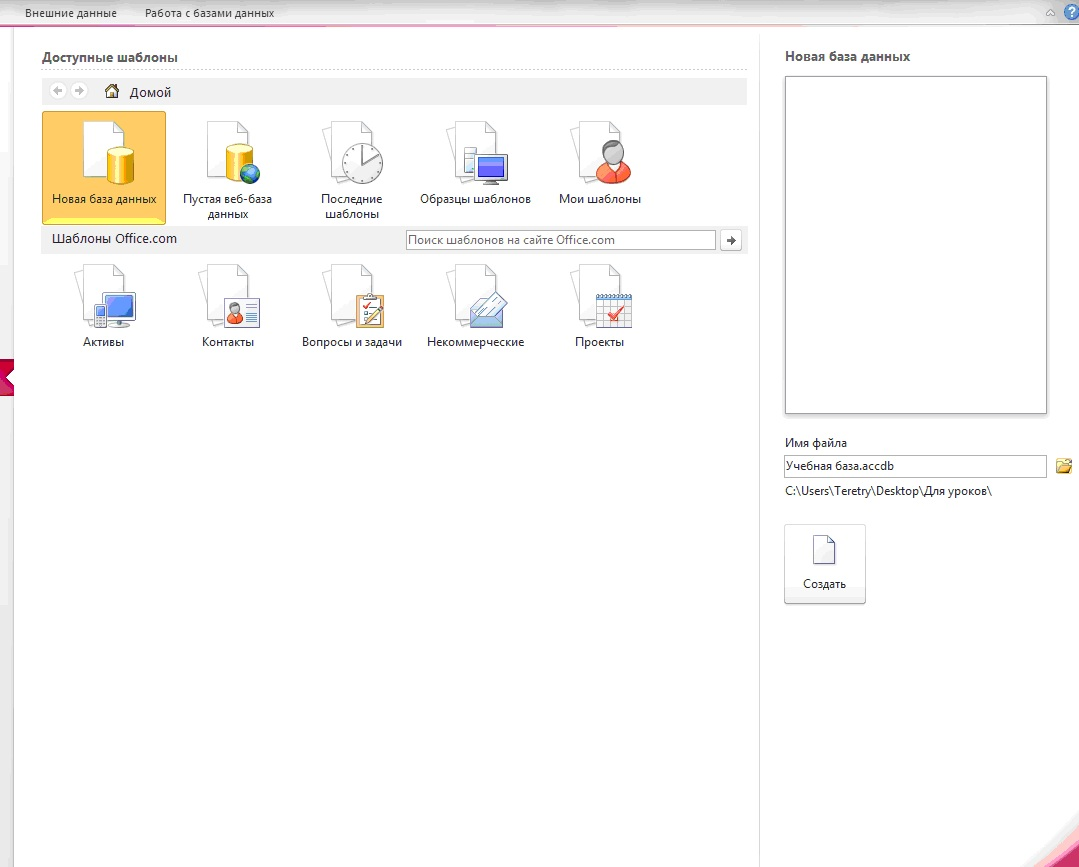 Внешние данные Работа с базами данных
Доступные шаблоны
Домой
Новая база данных
Пустая веб-база
данных
Последние
шаблоны
Образцы шаблонов
Мои шаблоны
Шаблоны Office.com
Поиск шаблонов на сайте Office.com
Активы
Контакты
Вопросы и задачи
Некоммерческие
Проекты
Новая база данных
Имя файла
Учебная база.accdb
C:\Users\Teretry\Desktop\Для уроков\
Создать